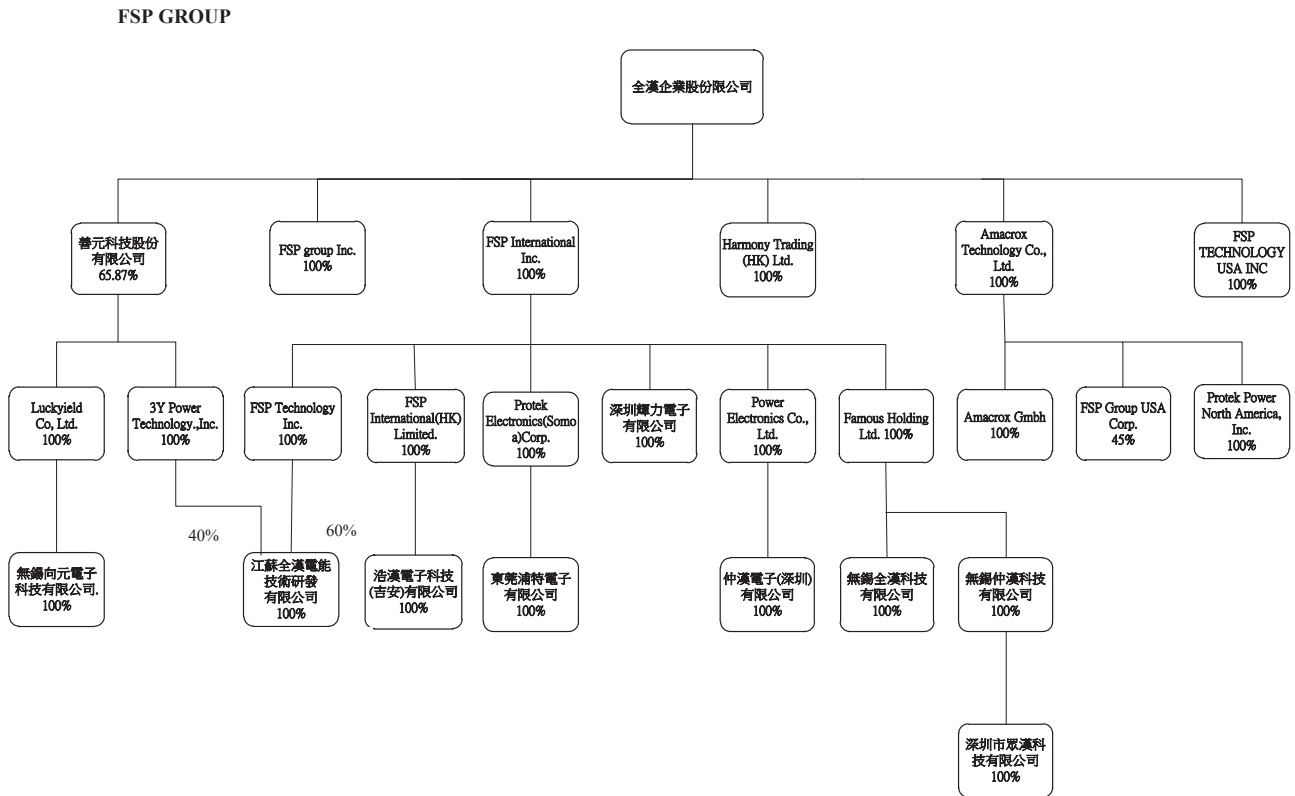 FSP GROUP
全漢企業股份限公司
善元科技股份
有限公司
65.87%
FSP group Inc.
100%
FSP International
Inc.
100%
Harmony Trading
(HK) Ltd.
100%
Amacrox
Technology Co.,
Ltd.
100%
FSP
TECHNOLOGY
USA INC
100%
Luckyield
Co, Ltd.
100%
3Y Power
Technology.,Inc.
100%
FSP Technology
Inc.
100%
FSP
International(HK)
Limited.
100%
Protek
Electronics(Somo
a)Corp.
100%
深圳輝力電子
有限公司
100%
Power
Electronics Co.,
Ltd.
100%
Famous Holding
Ltd. 100%
Amacrox Gmbh
100%
FSP Group USA
Corp.
45%
Protek Power
North America,
Inc.
100%
40%
60%
無錫向元電子
科技有限公司.
100%
江蘇全漢電能
技術研發
有限公司
100%
浩漢電子科技
(吉安)有限公司
100%
東莞浦特電子
有限公司
100%
仲漢電子(深圳)
有限公司
100%
無錫全漢科技
有限公司
100%
無錫仲漢科技
有限公司
100%
深圳市眾漢科
技有限公司
100%